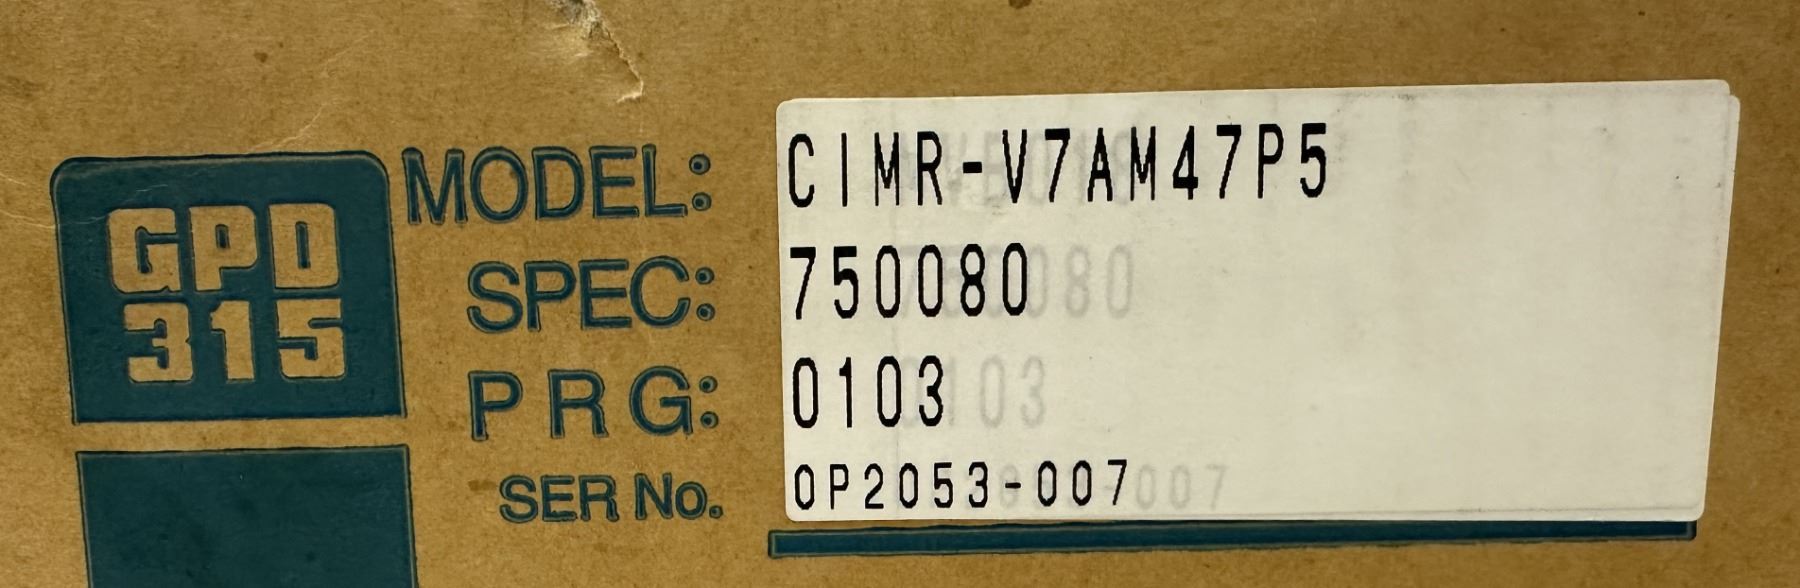 GPD
315
MODEL: CIMR-V7AM47P5
SPEC: 750080
PRG: 0103
SER No. 0P2053-007